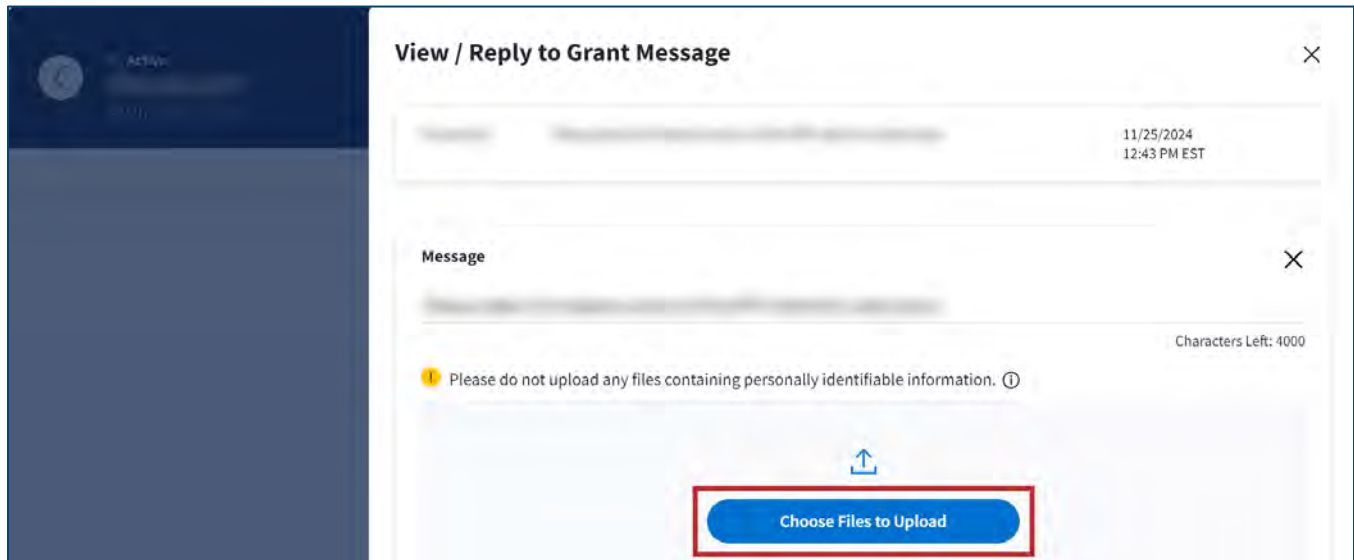 Active
View / Reply to Grant Message
11/25/2024
12:43 PM EST
Message
Characters Left: 4000
Please do not upload any files containing personally identifiable information.
Choose Files to Upload